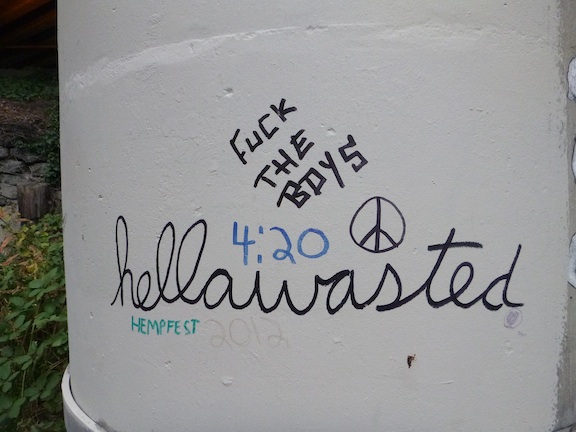 FUCK
THE
BOYS
4:20
hellawasted
HEMPFEST 2012